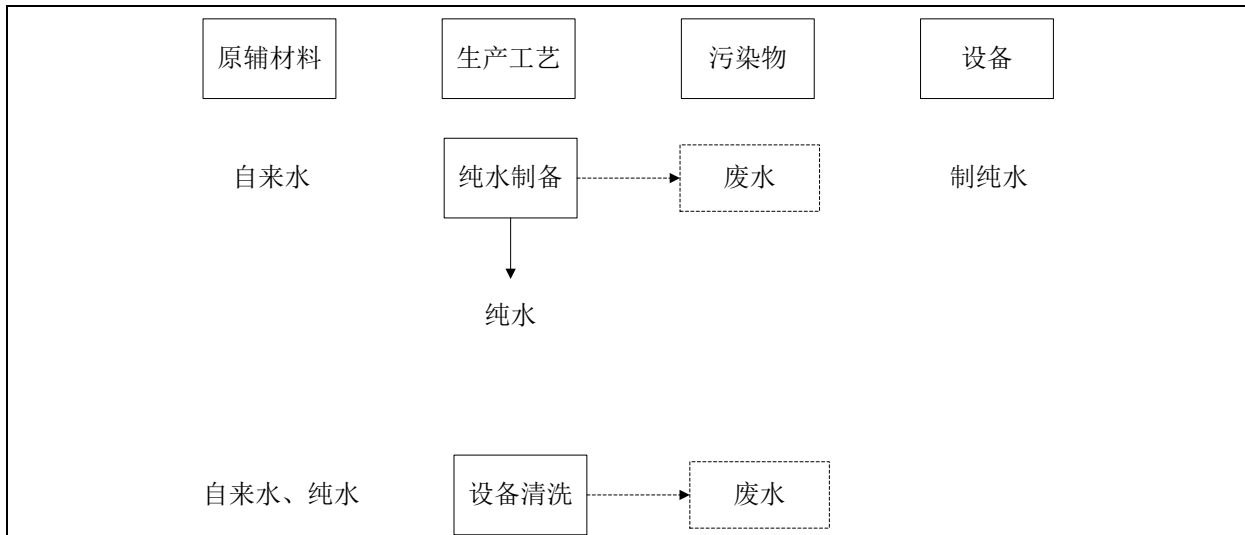 原辅材料 生产工艺 污染物 设备
自来水 纯水制备 废水 制纯水
纯水
自来水、纯水 设备清洗 废水